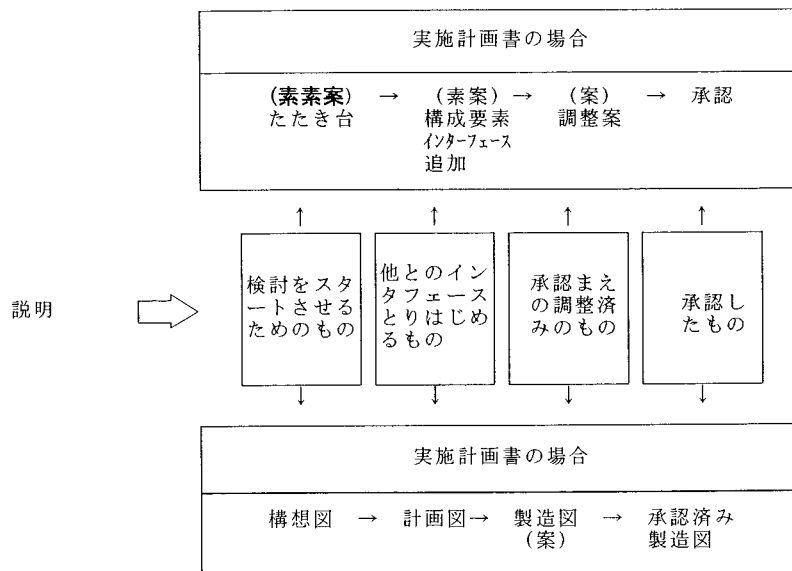 実施計画書の場合
(素素案) → (素案) → (案) → 承認
たたき台 構成要素 調整案
インターフェース
追加
↑ ↑ ↑ ↑
説明
検討をスタ
ートさせる
ためのもの
他とのイン
タフェース
とりはじめ
るもの
承認まえ
の調整済
みのもの
承認し
たもの
↓ ↓ ↓ ↓
実施計画書の場合
構想図 → 計画図→ 製造図 → 承認済み
(案) 製造図